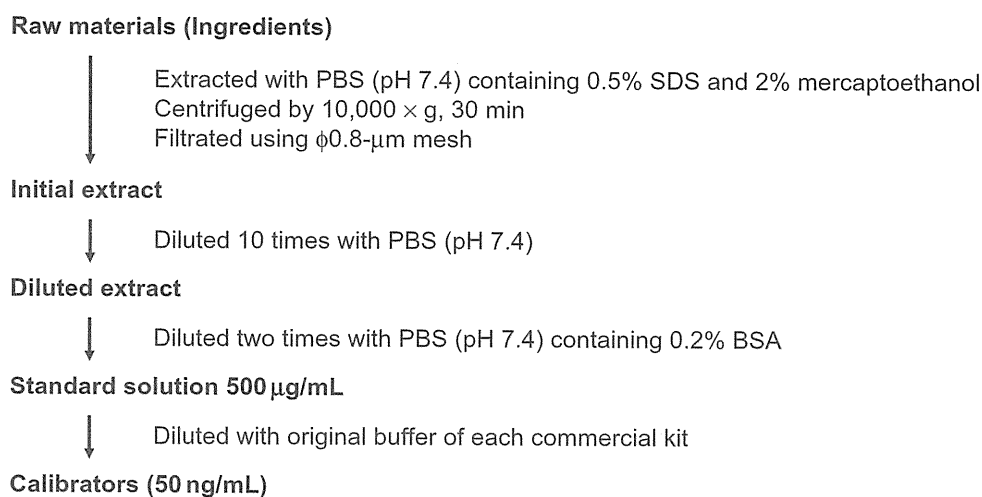 Raw materials (Ingredients)
Extracted with PBS (pH 7.4) containing 0.5% SDS and 2% mercaptoethanol
Centrifuged by 10,000 × g, 30 min
Filtrated using ϕ0.8-μm mesh
Initial extract
Diluted 10 times with PBS (pH 7.4)
Diluted extract
Diluted two times with PBS (pH 7.4) containing 0.2% BSA
Standard solution 500 μg/mL
Diluted with original buffer of each commercial kit
Calibrators (50 ng/mL)